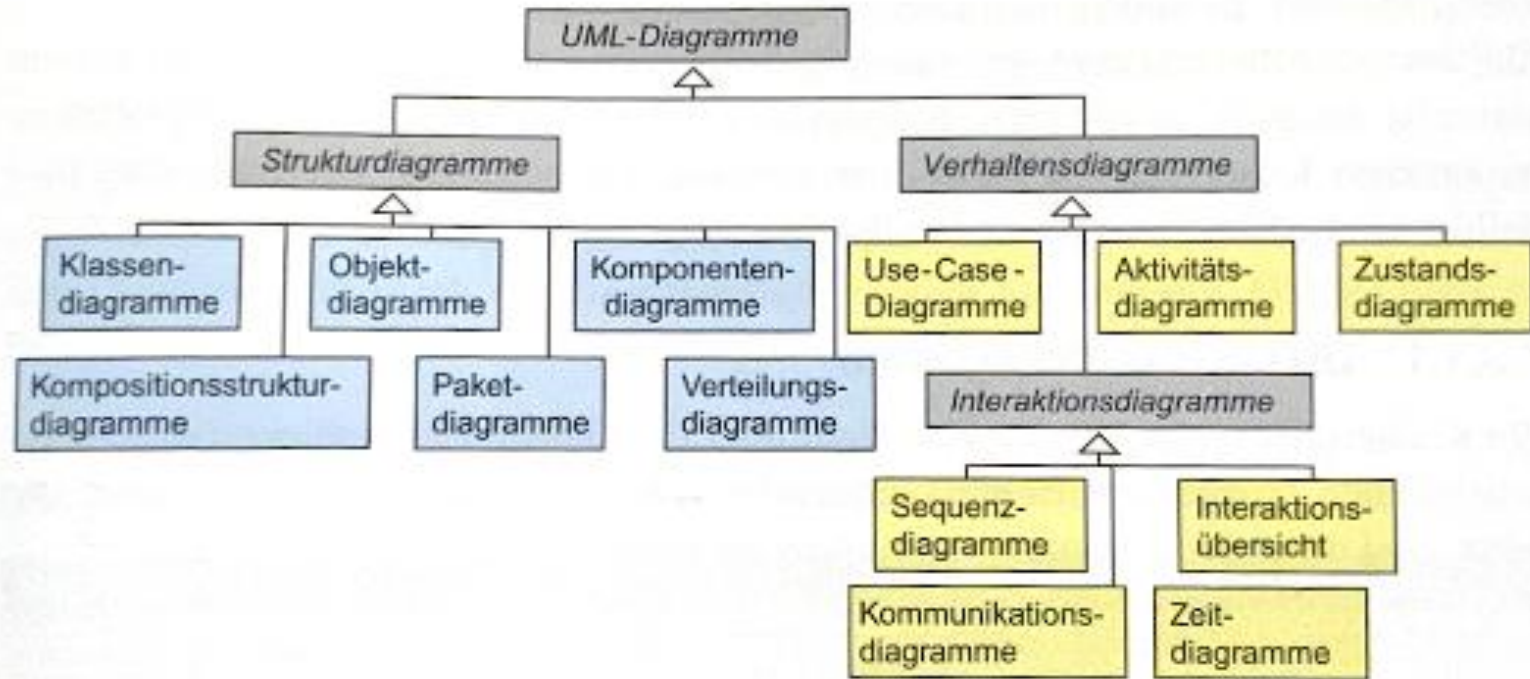 UML-Diagramme
Strukturdiagramme
Verhaltensdiagramme
Klassen-
diagramme
Objekt-
diagramme
Komponenten-
diagramme
Use-Case-
Diagramme
Aktivitäts-
diagramme
Zustands-
diagramme
Kompositionsstruktur-
diagramme
Paket-
diagramme
Verteilungs-
diagramme
Interaktionsdiagramme
Sequenz-
diagramme
Interaktions-
übersicht
Kommunikations-
diagramme
Zeit-
diagramme